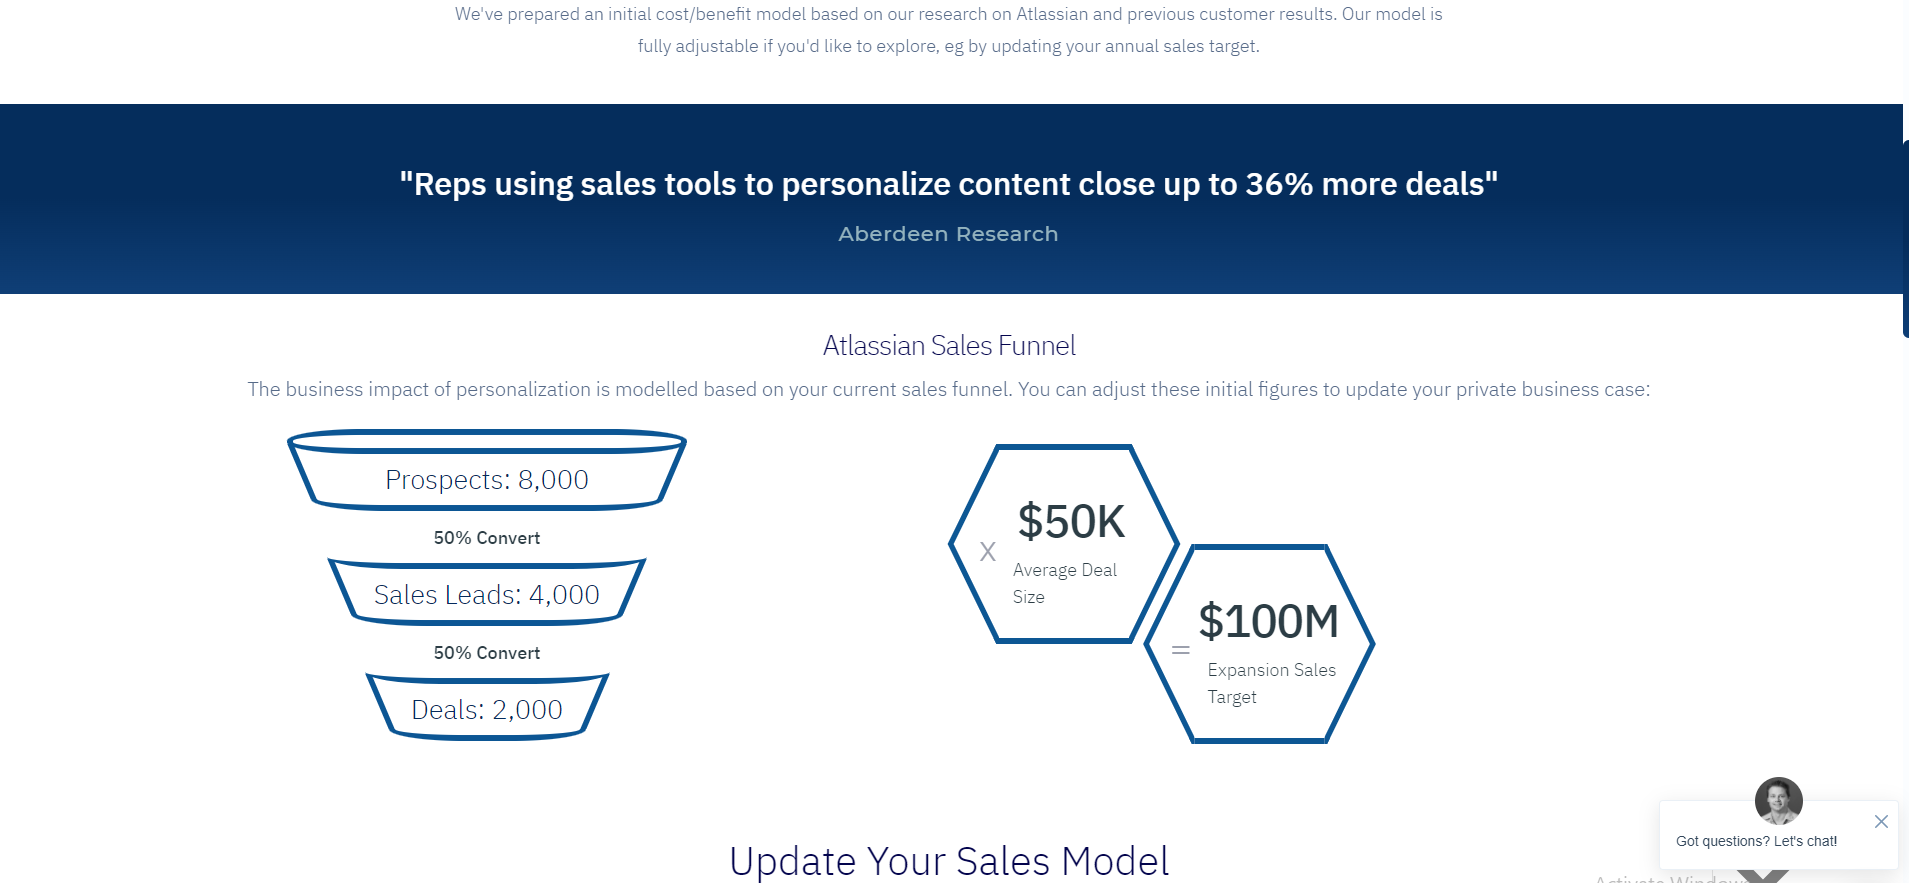 We've prepared an initial cost/benefit model based on our research on Atlassian and previous customer results. Our model is
fully adjustable if you'd like to explore, eg by updating your annual sales target.
"Reps using sales tools to personalize content close up to 36% more deals"
Aberdeen Research
Atlassian Sales Funnel
The business impact of personalization is modelled based on your current sales funnel. You can adjust these initial figures to update your private business case:
Prospects: 8,000
50% Convert
Sales Leads: 4,000
50% Convert
Deals: 2,000
x
$50K
Average Deal
Size
=
$100M
Expansion Sales
Target
Update Your Sales Model
Got questions? Let's chat!
Activate Windows